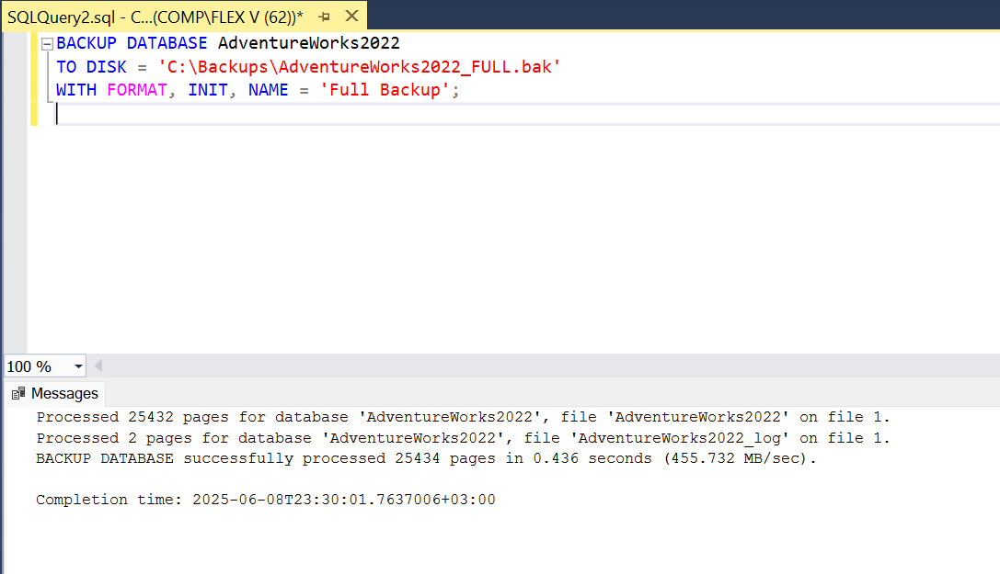 SQLQuery2.sql - C...(COMP\FLEX V (62))*
BACKUP DATABASE AdventureWorks2022
TO DISK = 'C:\Backups\AdventureWorks2022_FULL.bak'
WITH FORMAT, INIT, NAME = 'Full Backup';
100 %
Messages
Processed 25432 pages for database 'AdventureWorks2022', file 'AdventureWorks2022' on file 1.
Processed 2 pages for database 'AdventureWorks2022', file 'AdventureWorks2022_log' on file 1.
BACKUP DATABASE successfully processed 25434 pages in 0.436 seconds (455.732 MB/sec).
Completion time: 2025-06-08T23:30:01.7637006+03:00